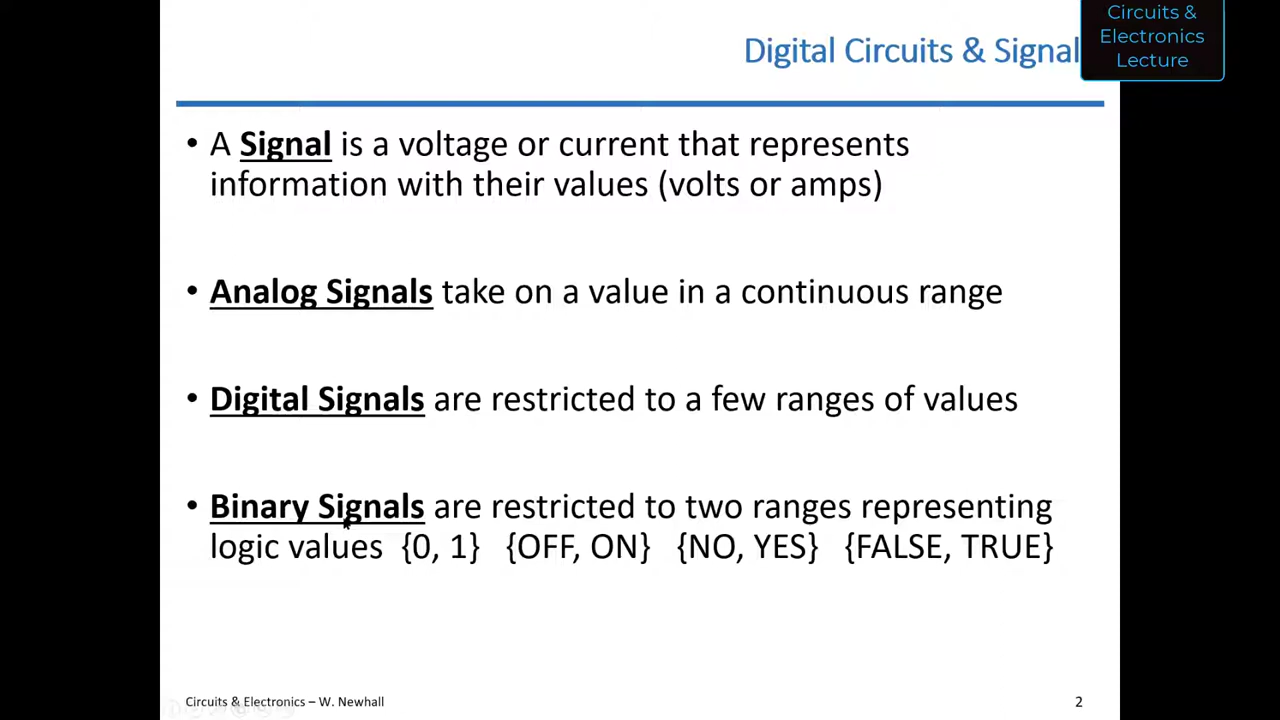 Circuits &
Electronics
Lecture
Digital Circuits & Signal
• A Signal is a voltage or current that represents
information with their values (volts or amps)
• Analog Signals take on a value in a continuous range
• Digital Signals are restricted to a few ranges of values
• Binary Signals are restricted to two ranges representing
logic values {0, 1} {OFF, ON} {NO, YES} {FALSE, TRUE}
Circuits & Electronics – W. Newhall
2